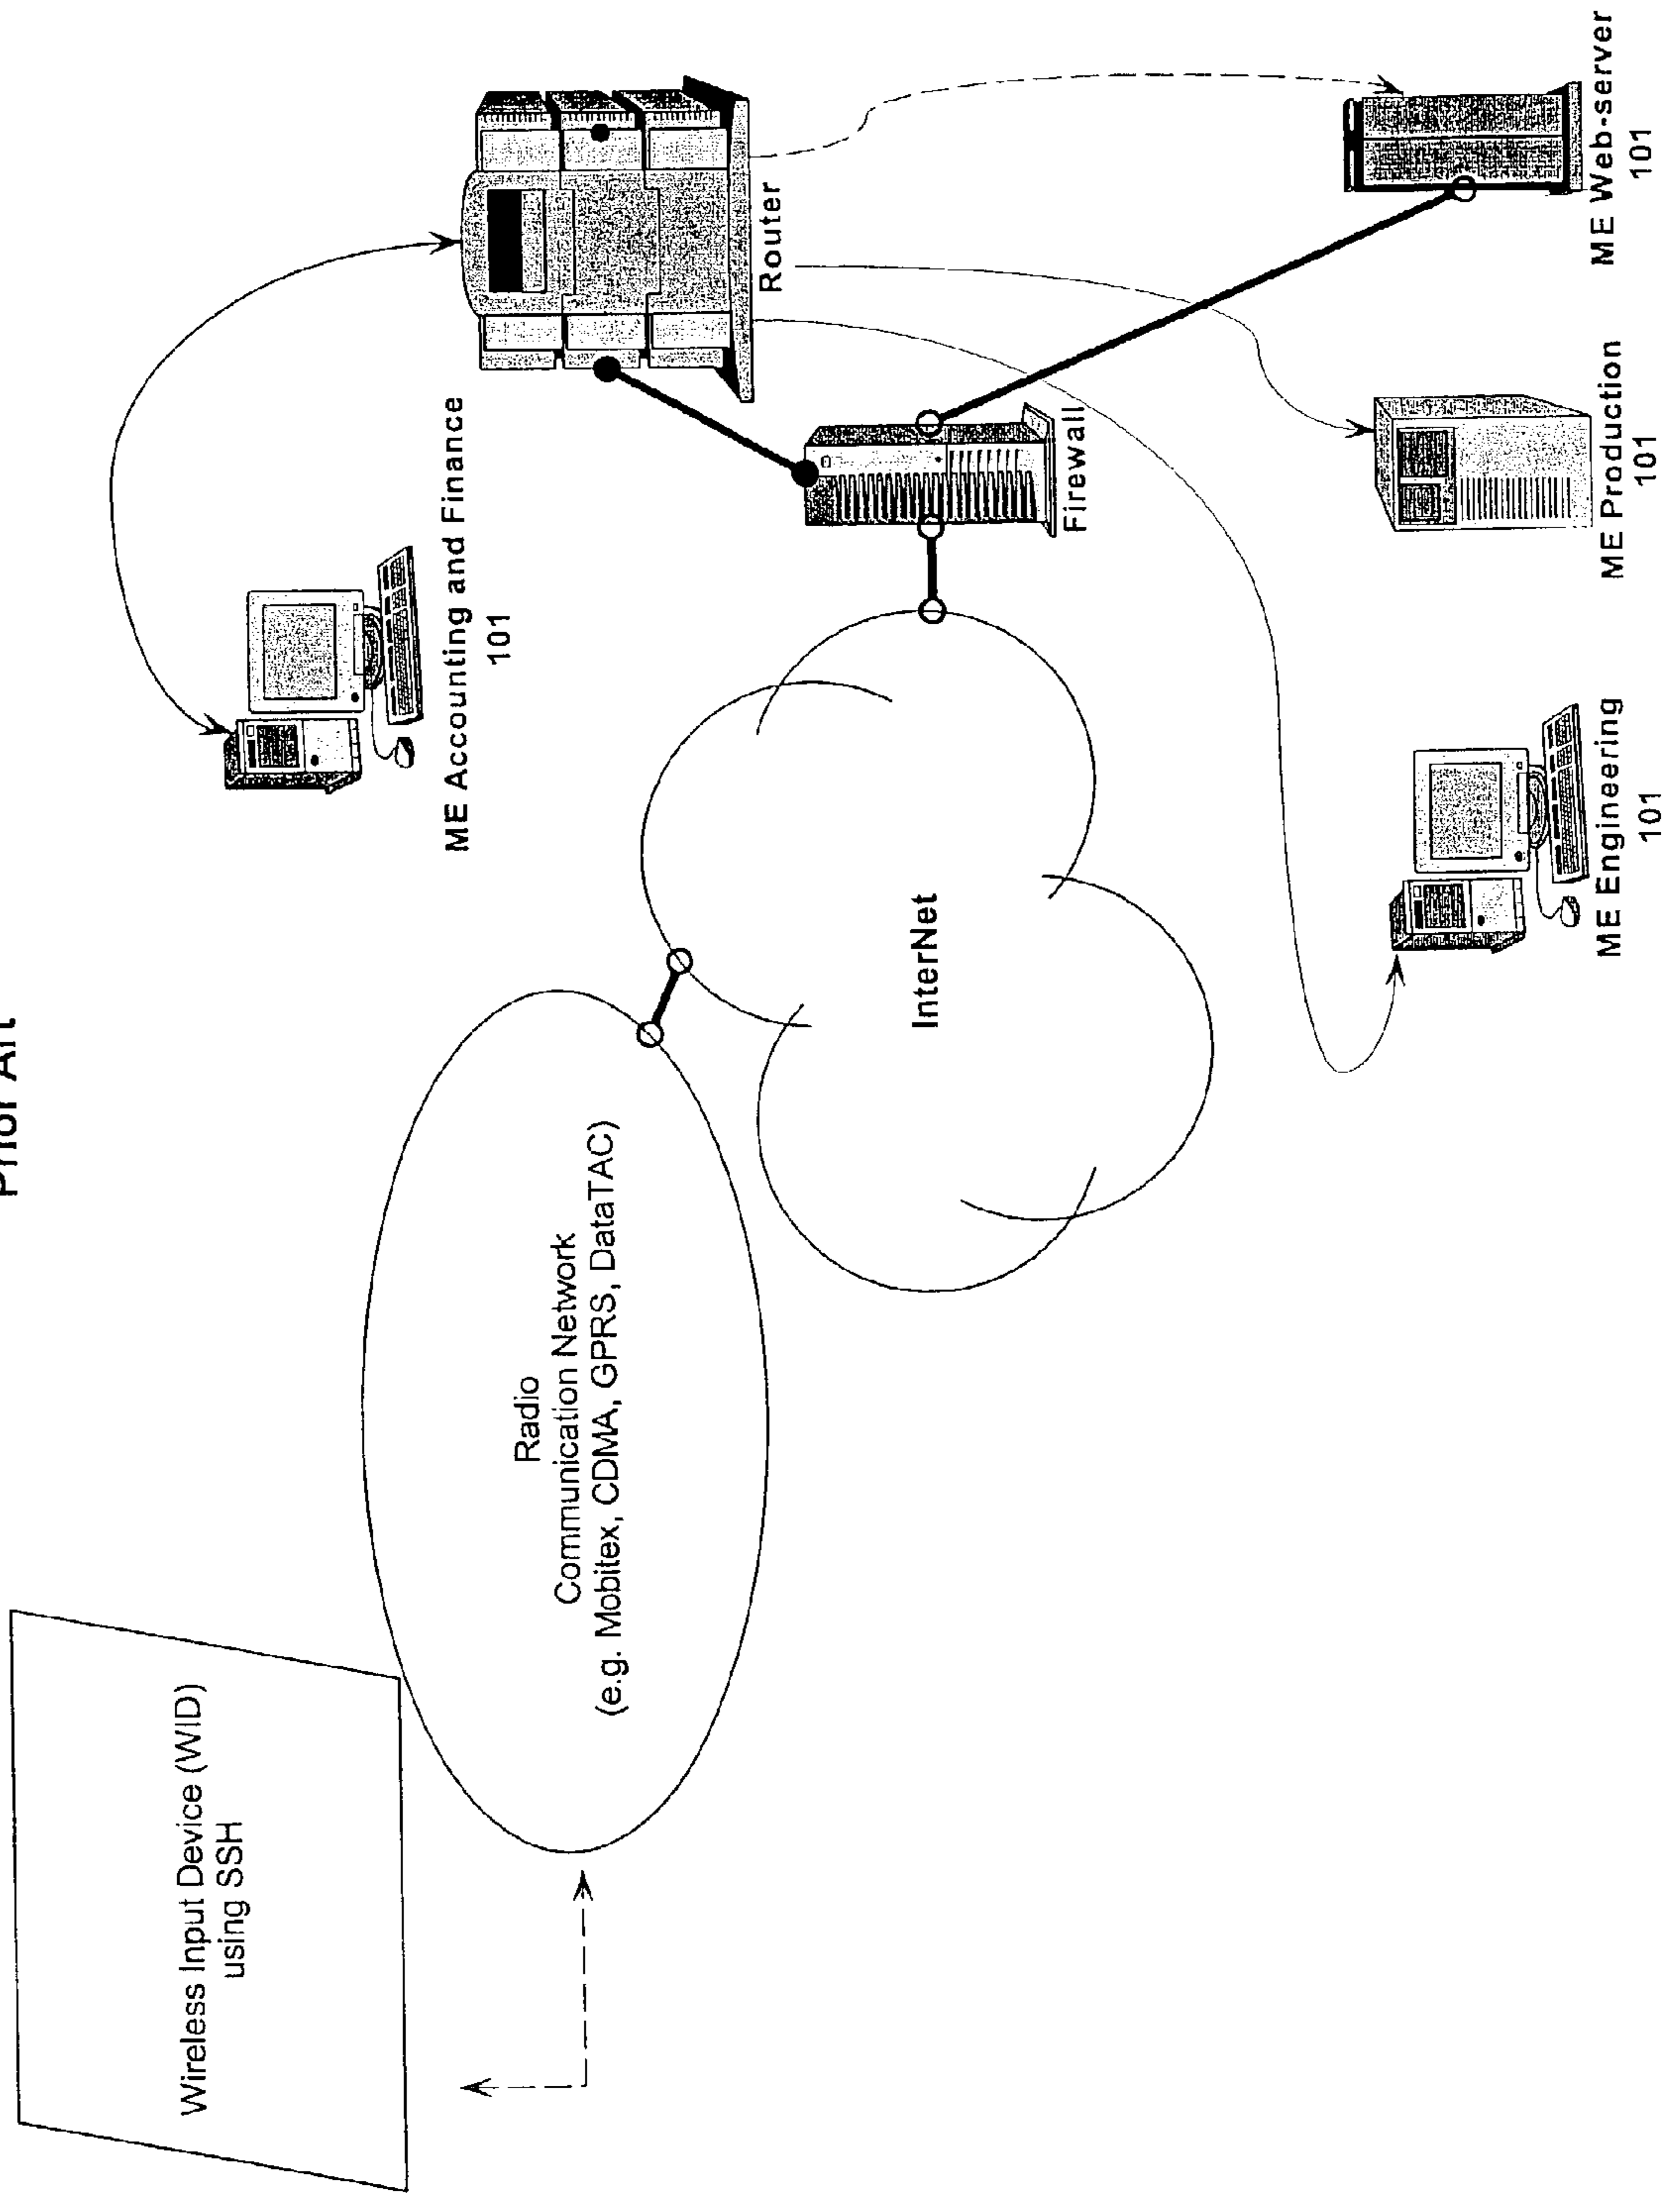 Prior Art
Wireless Input Device (WID)
using SSH
Radio
Communication Network
(e.g. Mobitex, CDMA, GPRS, DataTAC)
InterNet
ME Accounting and Finance
101
Router
Firewall
ME Engineering
101
ME Production
101
ME Web-server
101